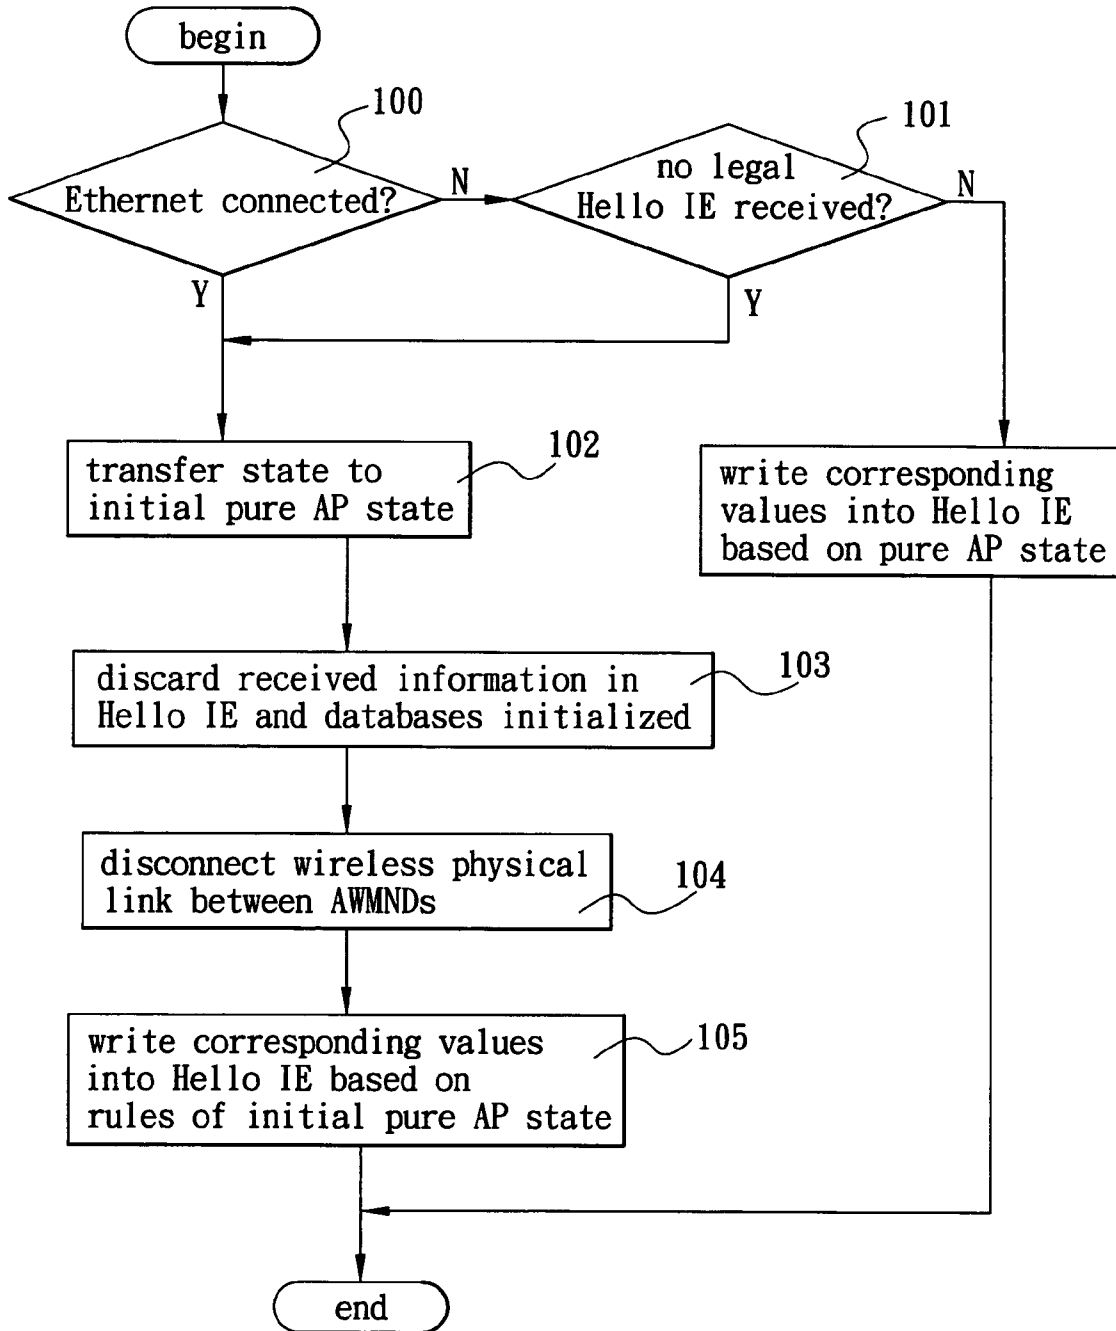 begin
100
Ethernet connected?
N
101
no legal
Hello IE received?
N
Y
Y
102
transfer state to
initial pure AP state
write corresponding
values into Hello IE
based on pure AP state
103
discard received information in
Hello IE and databases initialized
disconnect wireless physical
link between AWMNDs
104
write corresponding values
into Hello IE based on
rules of initial pure AP state
105
end